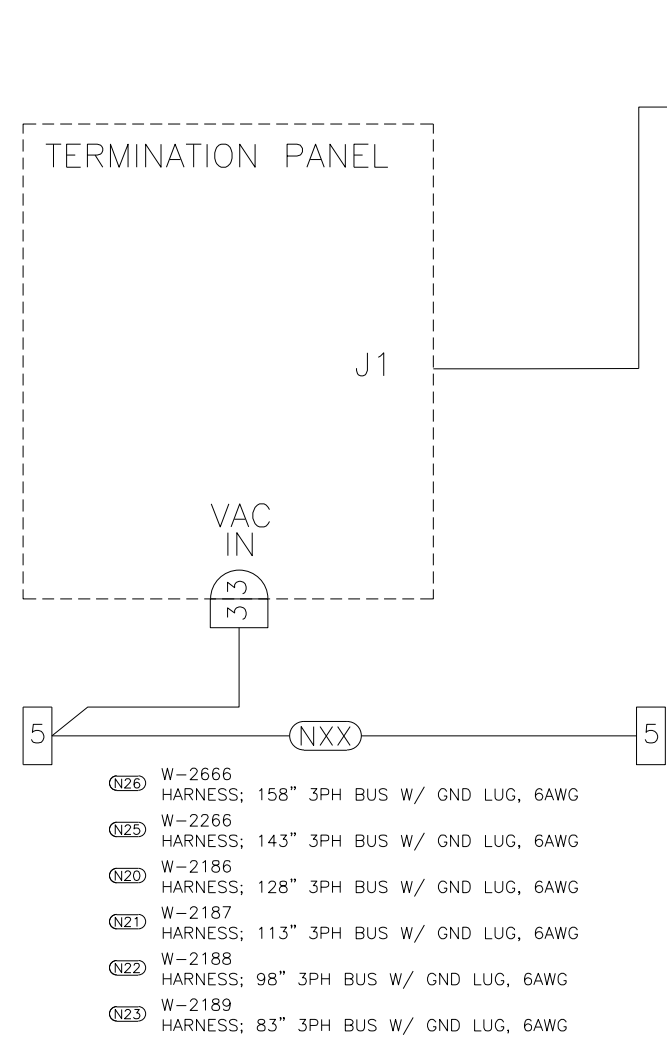 TERMINATION PANEL
J1
VAC
IN
3
3
5
NXX
5
N26
W-2666
HARNESS; 158" 3PH BUS W/ GND LUG, 6AWG
N25
W-2266
HARNESS; 143" 3PH BUS W/ GND LUG, 6AWG
N20
W-2186
HARNESS; 128" 3PH BUS W/ GND LUG, 6AWG
N21
W-2187
HARNESS; 113" 3PH BUS W/ GND LUG, 6AWG
N22
W-2188
HARNESS; 98" 3PH BUS W/ GND LUG, 6AWG
N23
W-2189
HARNESS; 83" 3PH BUS W/ GND LUG, 6AWG